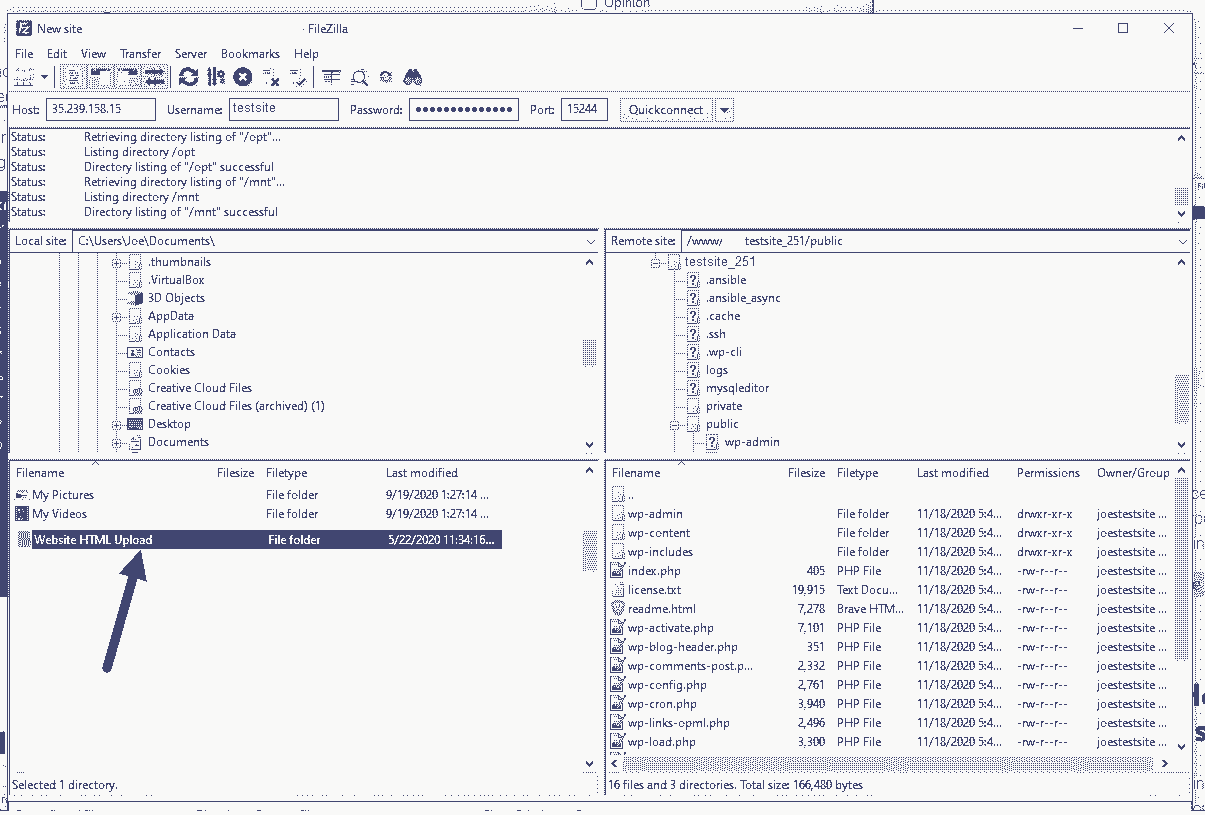 Opinion
New site - FileZilla
File Edit View Transfer Server Bookmarks Help
Host: 35.239.158.15 Username: testsite Password: ●●●●●●●●●●●●●● Port: 15244 Quickconnect
Status: Retrieving directory listing of "/opt"...
Status: Listing directory /opt
Status: Directory listing of "/opt" successful
Status: Retrieving directory listing of "/mnt"...
Status: Listing directory /mnt
Status: Directory listing of "/mnt" successful
Local site: C:\Users\Joe\Documents\
.thumbnails
.VirtualBox
3D Objects
AppData
Application Data
Contacts
Cookies
Creative Cloud Files
Creative Cloud Files (archived) (1)
Desktop
Documents
Filename Filesize Filetype Last modified
My Pictures File folder 9/19/2020 1:27:14 ...
My Videos File folder 9/19/2020 1:27:14 ...
Website HTML Upload File folder 5/22/2020 11:34:16...
Selected 1 directory.
Remote site: /www/ testsite_251/public
testsite_251
.ansible
.ansible_async
.cache
.ssh
.wp-cli
logs
mysqleditor
private
public
wp-admin
Filename Filesize Filetype Last modified Permissions Owner/Group
..
wp-admin File folder 11/18/2020 5:4... drwxr-xr-x joestestsite ...
wp-content File folder 11/18/2020 5:4... drwxr-xr-x joestestsite ...
wp-includes File folder 11/18/2020 5:4... drwxr-xr-x joestestsite ...
index.php 405 PHP File 11/18/2020 5:4... -rw-r--r-- joestestsite ...
license.txt 19,915 Text Docu... 11/18/2020 5:4... -rw-r--r-- joestestsite ...
readme.html 7,278 Brave HTM... 11/18/2020 5:4... -rw-r--r-- joestestsite ...
wp-activate.php 7,101 PHP File 11/18/2020 5:4... -rw-r--r-- joestestsite ...
wp-blog-header.php 351 PHP File 11/18/2020 5:4... -rw-r--r-- joestestsite ...
wp-comments-post.p... 2,332 PHP File 11/18/2020 5:4... -rw-r--r-- joestestsite ...
wp-config.php 2,761 PHP File 11/18/2020 5:4... -rw-r--r-- joestestsite ...
wp-cron.php 3,940 PHP File 11/18/2020 5:4... -rw-r--r-- joestestsite ...
wp-links-opml.php 2,496 PHP File 11/18/2020 5:4... -rw-r--r-- joestestsite ...
wp-load.php 3,300 PHP File 11/18/2020 5:4... -rw-r--r-- joestestsite ...
16 files and 3 directories. Total size: 166,480 bytes